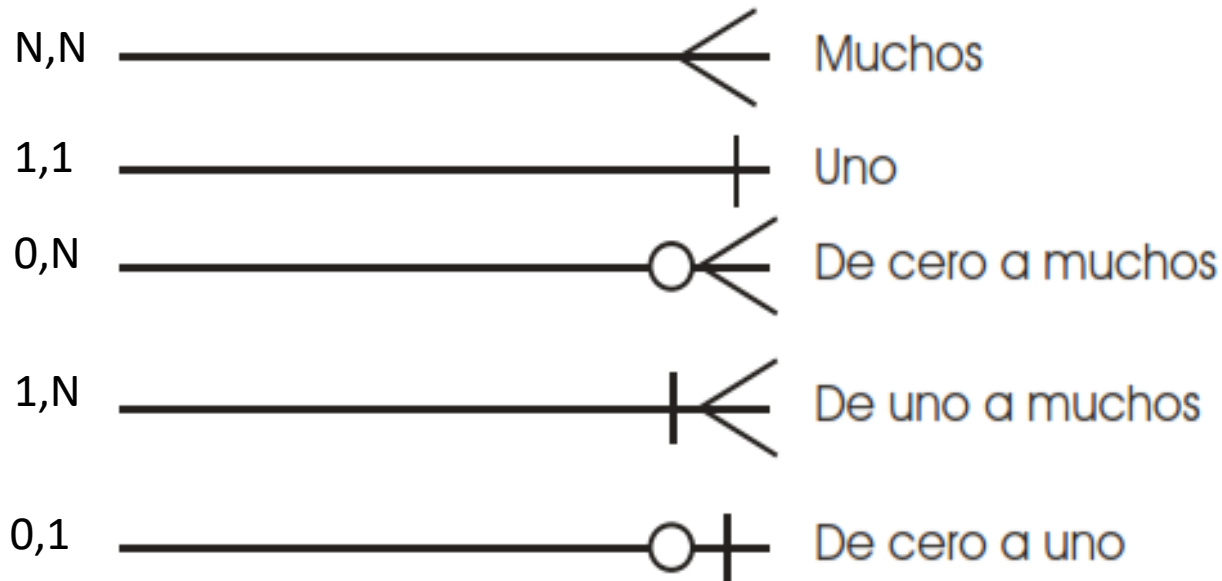 N,N Muchos
1,1 Uno
0,N De cero a muchos
1,N De uno a muchos
0,1 De cero a uno